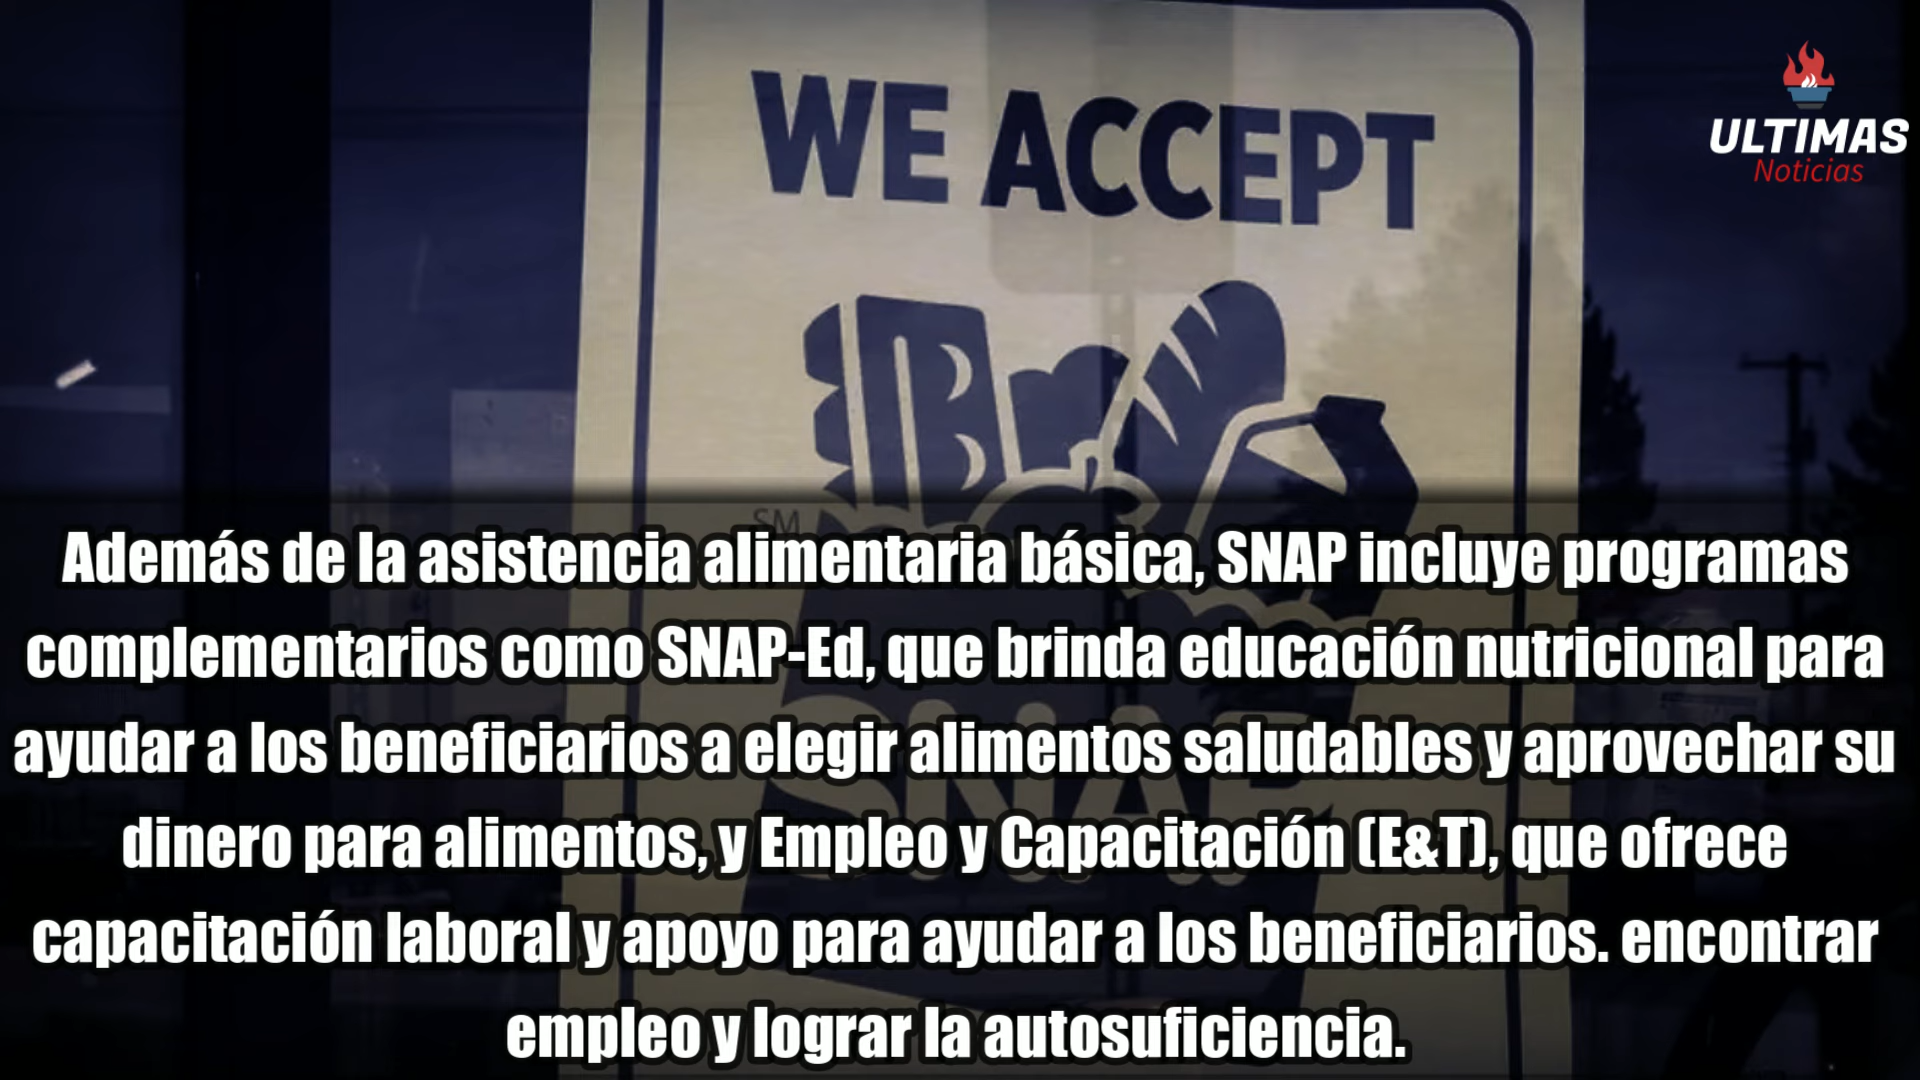 WE ACCEPT
ULTIMAS
Noticias
SM
SNAP
Además de la asistencia alimentaria básica, SNAP incluye programas
complementarios como SNAP-Ed, que brinda educación nutricional para
ayudar a los beneficiarios a elegir alimentos saludables y aprovechar su
dinero para alimentos, y Empleo y Capacitación (E&T), que ofrece
capacitación laboral y apoyo para ayudar a los beneficiarios. encontrar
empleo y lograr la autosuficiencia.